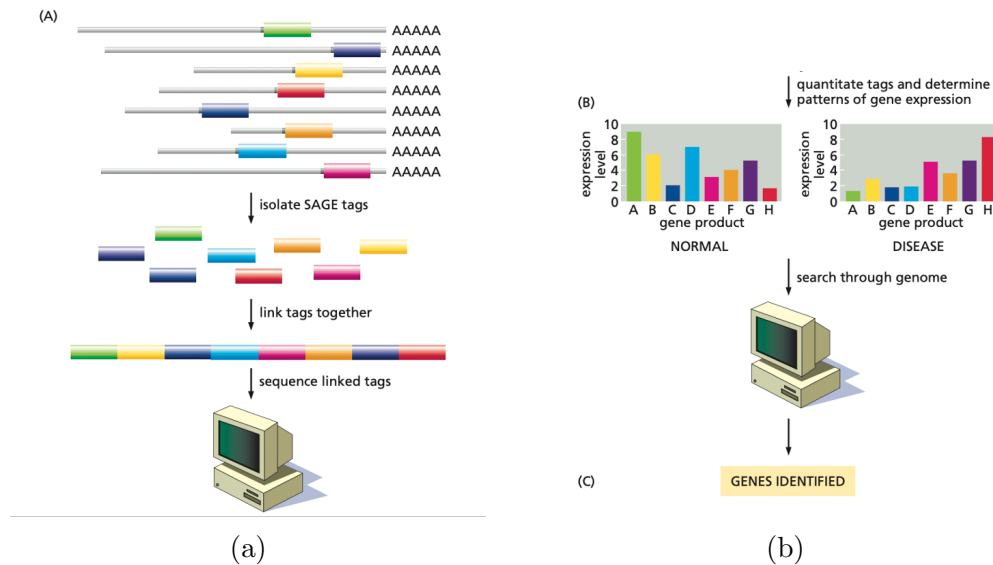 (A)
AAAAA
AAAAA
AAAAA
AAAAA
AAAAA
AAAAA
AAAAA
AAAAA
isolate SAGE tags
link tags together
sequence linked tags
(a)
quantitate tags and determine
patterns of gene expression
(B)
expression
level
10
8
6
4
2
0
A B C D E F G H
gene product
NORMAL
expression
level
10
8
6
4
2
0
A B C D E F G H
gene product
DISEASE
search through genome
(C)
GENES IDENTIFIED
(b)